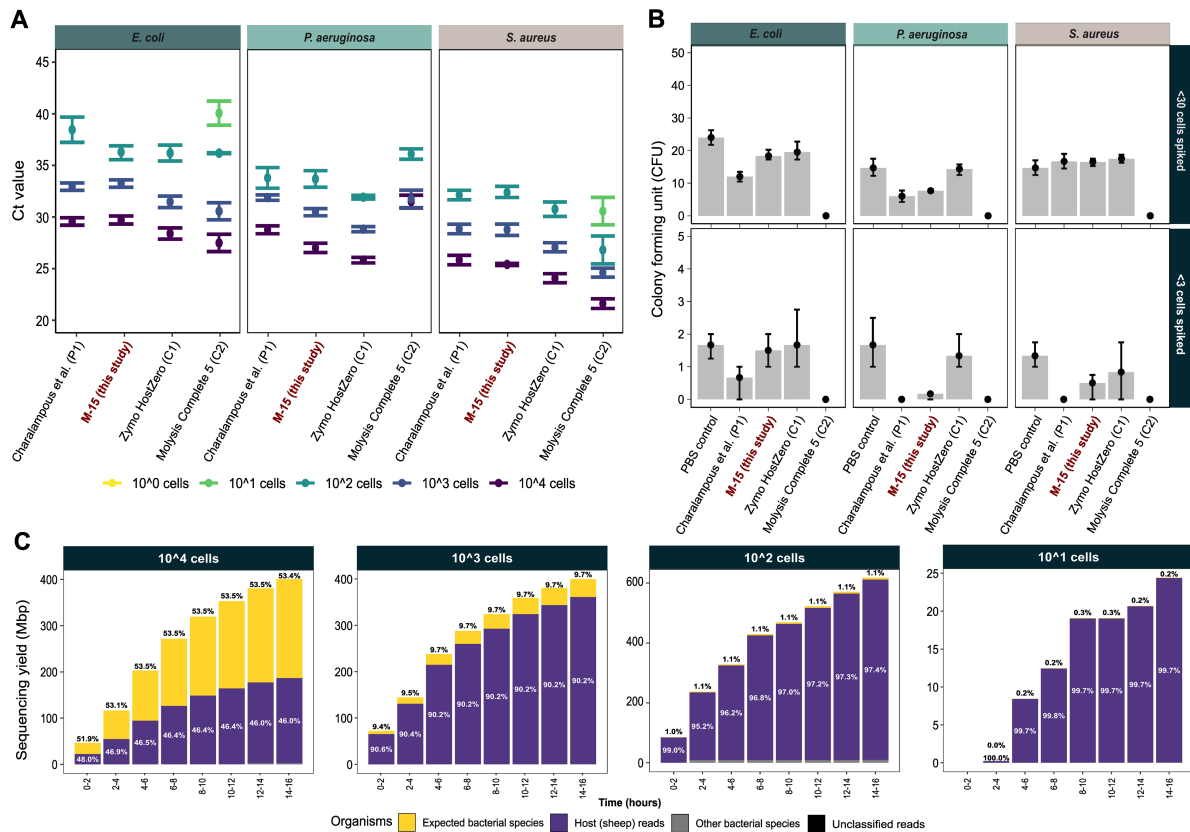 A
E. coli
P. aeruginosa
S. aureus
Ct value
45
40
35
30
25
20
Charalampous et al. (P1)
M-15 (this study)
Zymo HostZero (C1)
Molysis Complete 5 (C2)
Charalampous et al. (P1)
M-15 (this study)
Zymo HostZero (C1)
Molysis Complete 5 (C2)
Charalampous et al. (P1)
M-15 (this study)
Zymo HostZero (C1)
Molysis Complete 5 (C2)
10^0 cells
10^1 cells
10^2 cells
10^3 cells
10^4 cells
B
E. coli
P. aeruginosa
S. aureus
Colony forming unit (CFU)
50
40
30
20
10
0
<30 cells spiked
5
4
3
2
1
0
<3 cells spiked
PBS control
Charalampous et al. (P1)
M-15 (this study)
Zymo HostZero (C1)
Molysis Complete 5 (C2)
PBS control
Charalampous et al. (P1)
M-15 (this study)
Zymo HostZero (C1)
Molysis Complete 5 (C2)
PBS control
Charalampous et al. (P1)
M-15 (this study)
Zymo HostZero (C1)
Molysis Complete 5 (C2)
C
Sequencing yield (Mbp)
10^4 cells
400
300
200
100
0
51.9%
53.1%
53.5%
53.5%
53.5%
53.5%
53.5%
53.4%
48.0%
46.9%
46.5%
46.4%
46.4%
46.4%
46.0%
46.0%
0-2
2-4
4-6
6-8
8-10
10-12
12-14
14-16
10^3 cells
400
300
200
100
0
9.4%
9.5%
9.7%
9.7%
9.7%
9.7%
9.7%
9.7%
90.6%
90.4%
90.2%
90.2%
90.2%
90.2%
90.2%
90.2%
0-2
2-4
4-6
6-8
8-10
10-12
12-14
14-16
10^2 cells
600
400
200
0
1.0%
1.1%
1.1%
1.1%
1.1%
1.1%
1.1%
1.1%
99.0%
95.2%
96.2%
96.8%
97.0%
97.2%
97.3%
97.4%
0-2
2-4
4-6
6-8
8-10
10-12
12-14
14-16
10^1 cells
25
20
15
10
5
0
0.0%
0.2%
0.2%
0.3%
0.3%
0.2%
0.2%
100.0%
99.7%
99.8%
99.7%
99.7%
99.7%
99.7%
0-2
2-4
4-6
6-8
8-10
10-12
12-14
14-16
Time (hours)
Organisms
Expected bacterial species
Host (sheep) reads
Other bacterial species
Unclassified reads